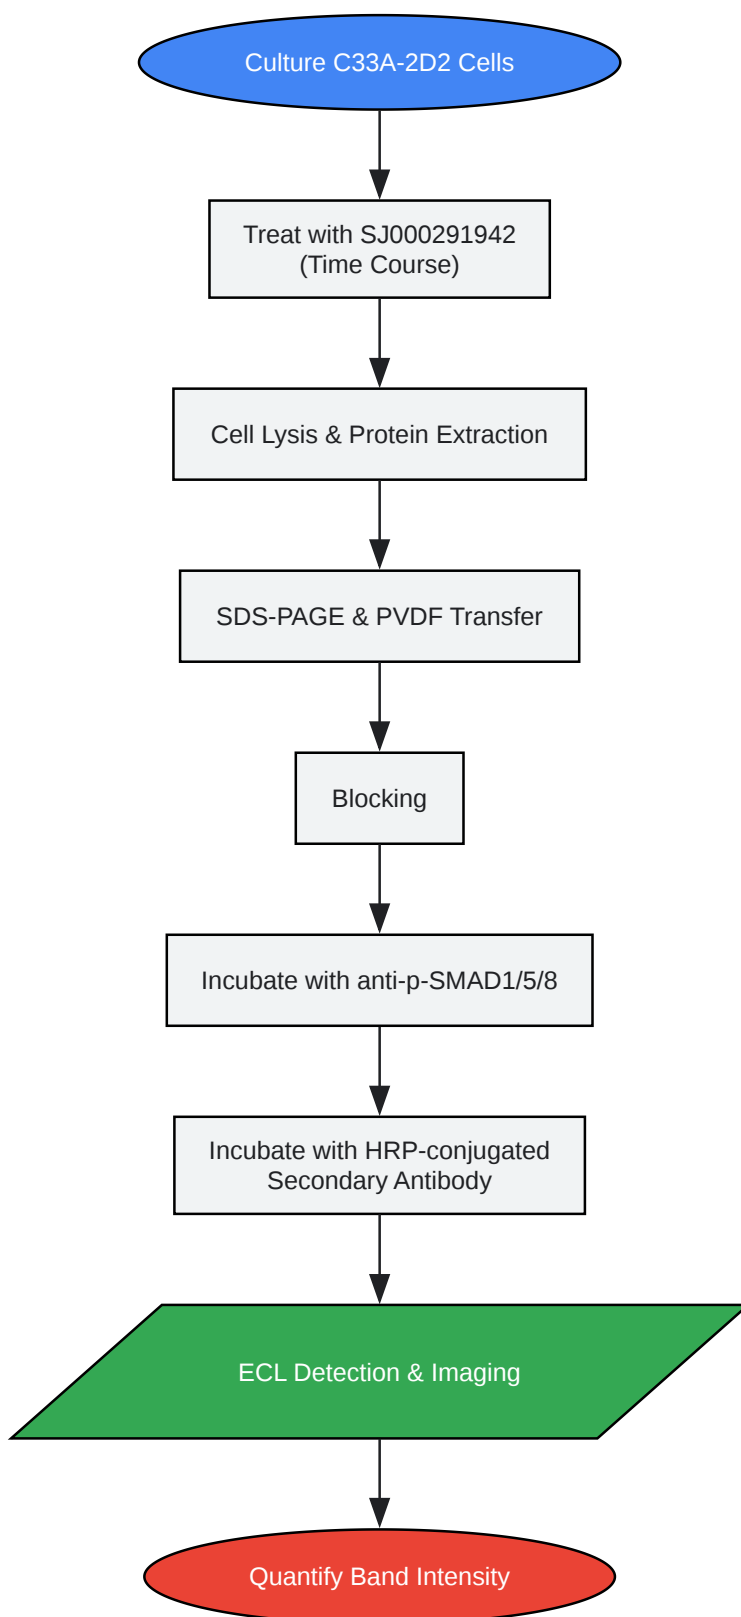 Culture C33A-2D2 Cells
Treat with SJ000291942
(Time Course)
Cell Lysis & Protein Extraction
SDS-PAGE & PVDF Transfer
Blocking
Incubate with anti-p-SMAD1/5/8
Incubate with HRP-conjugated
Secondary Antibody
ECL Detection & Imaging
Quantify Band Intensity